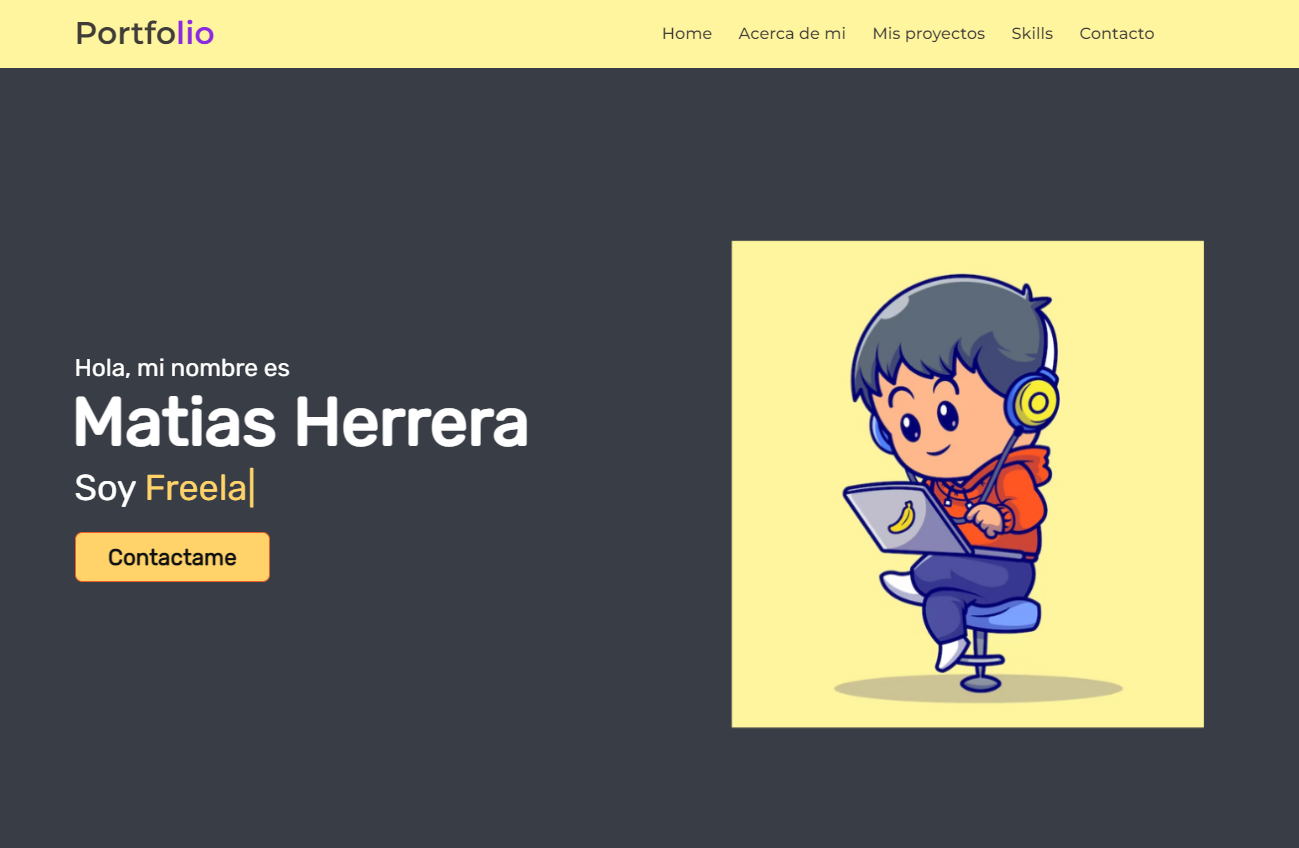 Portfolio
Home Acerca de mi Mis proyectos Skills Contacto
Hola, mi nombre es
Matias Herrera
Soy Freela|
Contactame